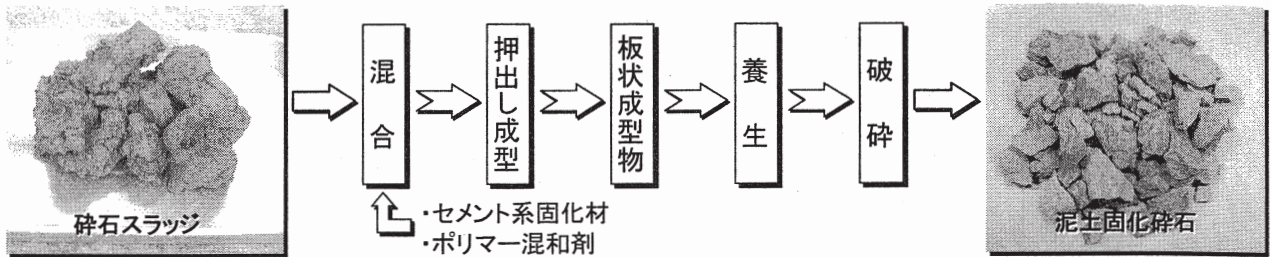 砕石スラッジ
混合
押出し成型
板状成型物
養生
破砕
・セメント系固化材
・ポリマー混和剤
泥土固化砕石